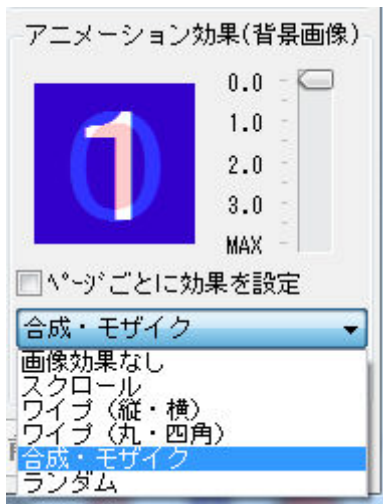 アニメーション効果(背景画像)
0.0
1.0
2.0
3.0
MAX
10
ﾍﾟｰｼﾞごとに効果を設定
合成・モザイク
画像効果なし
スクロール
ワイプ（縦・横）
ワイプ（丸・四角）
合成・モザイク
ランダム